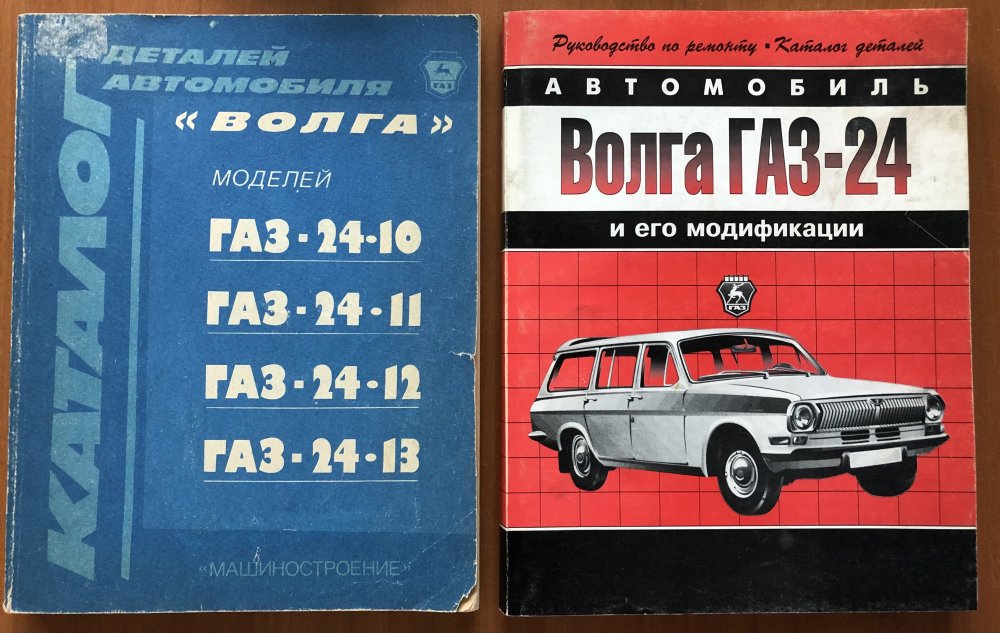 КАТАЛОГ
ДЕТАЛЕЙ
АВТОМОБИЛЯ
ГАЗ
«ВОЛГА»
МОДЕЛЕЙ
ГАЗ-24-10
ГАЗ-24-11
ГАЗ-24-12
ГАЗ-24-13
«МАШИНОСТРОЕНИЕ»
Руководство по ремонту • Каталог деталей
АВТОМОБИЛЬ
Волга ГАЗ-24
и его модификации
ГАЗ